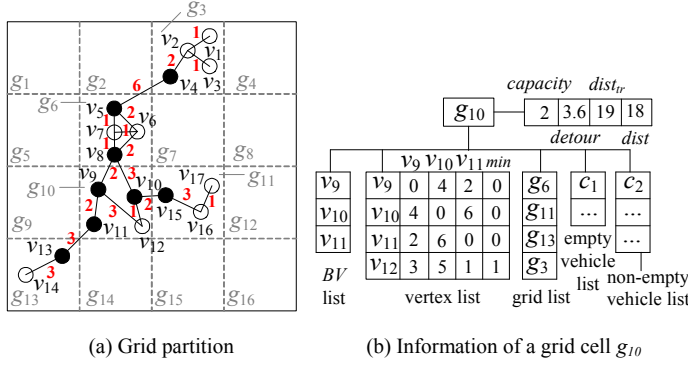 g3
1
v2
v1
1
2
v3
v4
g1
g2
g4
6
g6
v5
2
v6
1
v7
1
1
v8
2
g5
g7
g8
v17
g10
v9
2
3
v10
g11
3
1
2
3
1
2
v15
v16
g9
v11
v12
g12
v13
3
3
v14
g13
g14
g15
g16
(a) Grid partition
capacity disttr
g10
2 3.6 19 18
detour dist
v9 v10 v11 min
v9 v9 0 4 2 0 g6 c1 c2
v10 v10 4 0 6 0 g11 ... ...
v11 v11 2 6 0 0 g13 empty ...
v12 3 5 1 1 g3 vehicle
BV list non-empty
list vertex list grid list vehicle list
(b) Information of a grid cell g10